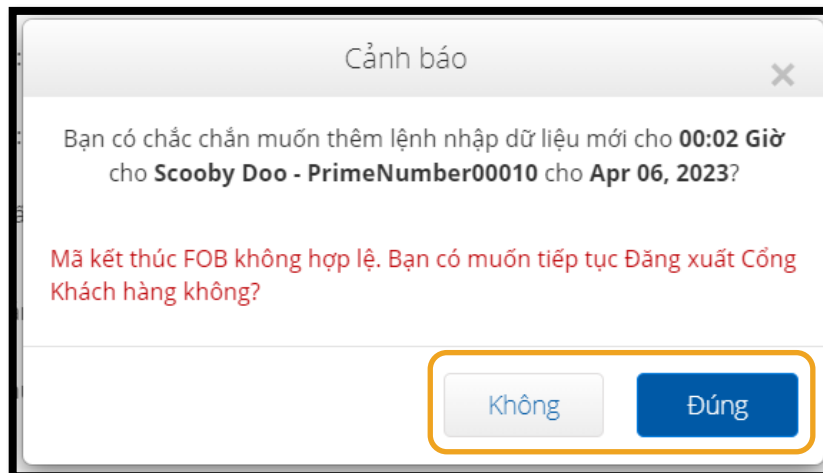 Cảnh báo
×
Bạn có chắc chắn muốn thêm lệnh nhập dữ liệu mới cho 00:02 Giờ
cho Scooby Doo - PrimeNumber00010 cho Apr 06, 2023?
Mã kết thúc FOB không hợp lệ. Bạn có muốn tiếp tục Đăng xuất Cổng
Khách hàng không?
Không
Đúng